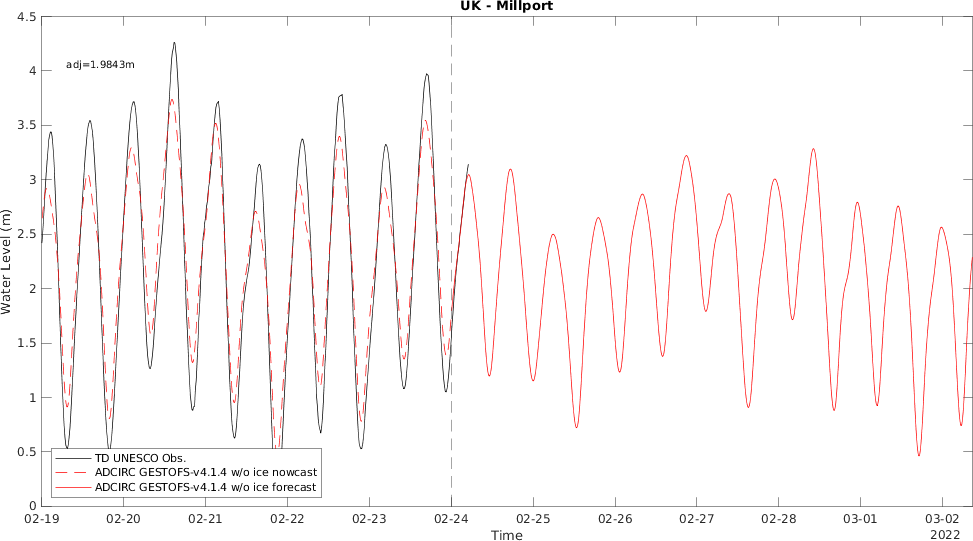 UK - Millport
4.5
4
3.5
3
2.5
2
1.5
1
0.5
0
Water Level (m)
adj=1.9843m
TD UNESCO Obs.
ADCIRC GESTOFS-v4.1.4 w/o ice nowcast
ADCIRC GESTOFS-v4.1.4 w/o ice forecast
02-19 02-20 02-21 02-22 02-23 02-24 02-25 02-26 02-27 02-28 03-01 03-02
2022
Time